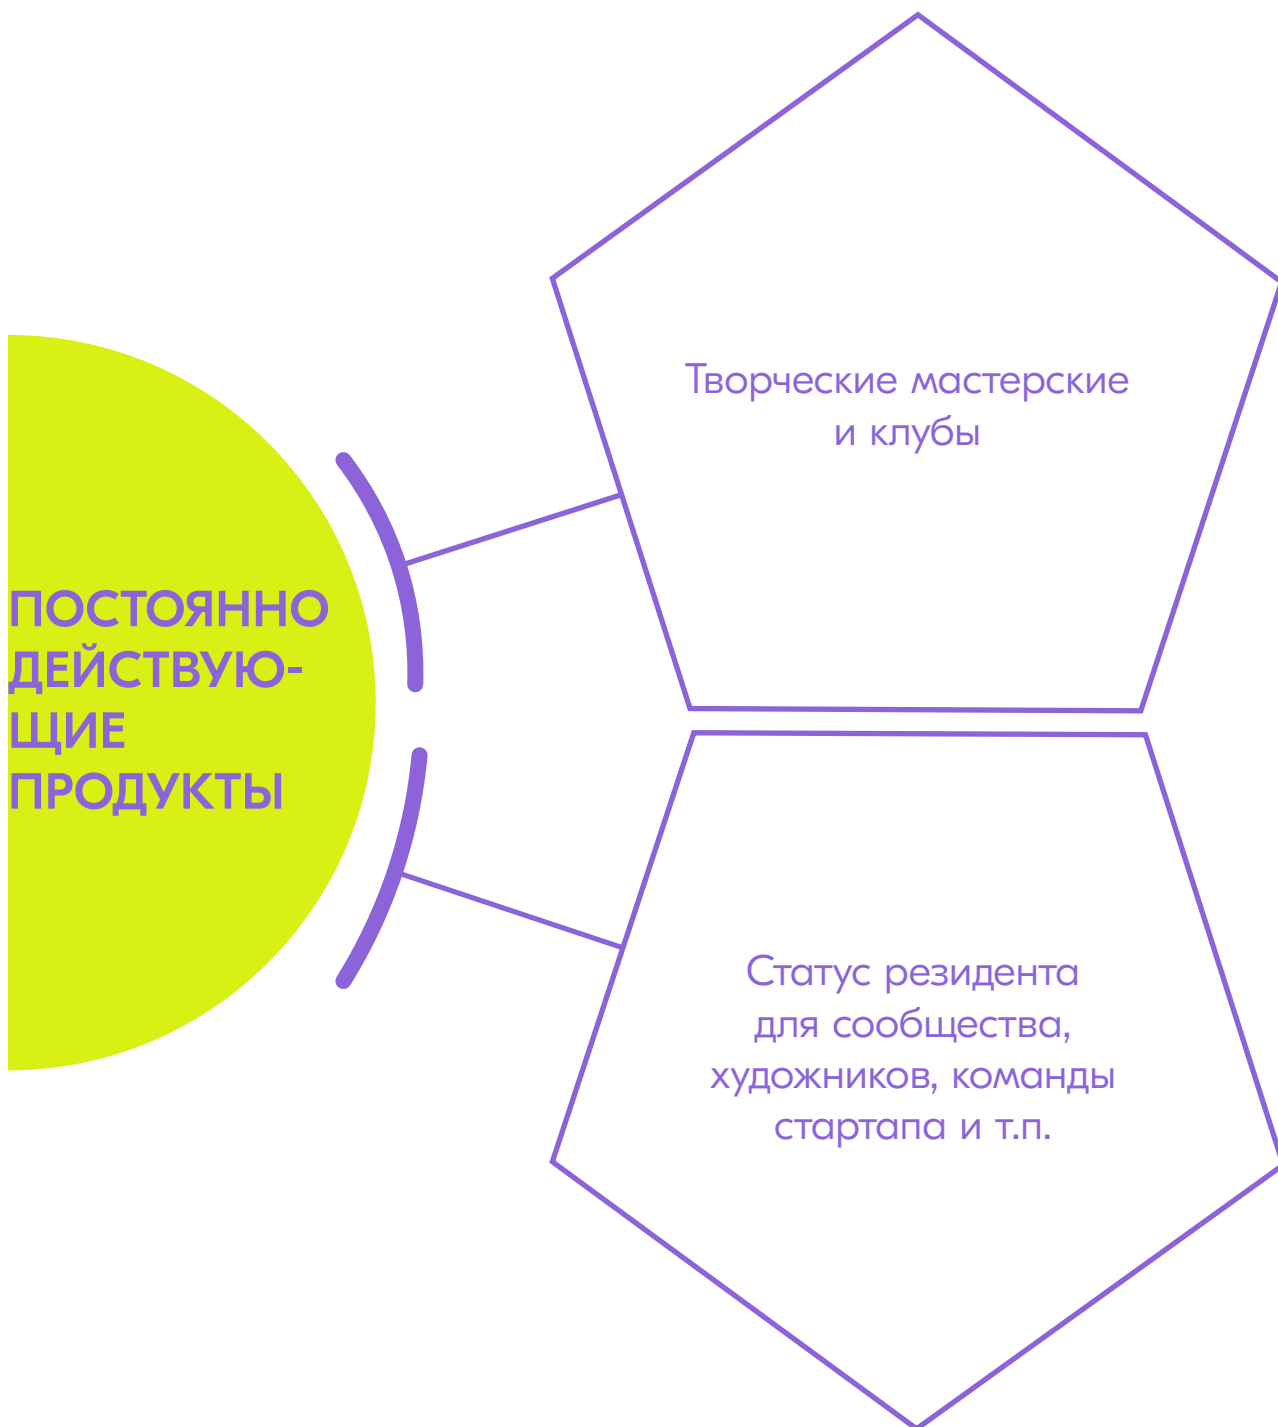 ПОСТОЯННО
ДЕЙСТВУЮ-
ЩИЕ
ПРОДУКТЫ
Творческие мастерские
и клубы
Статус резидента
для сообщества,
художников, команды
стартапа и т.п.